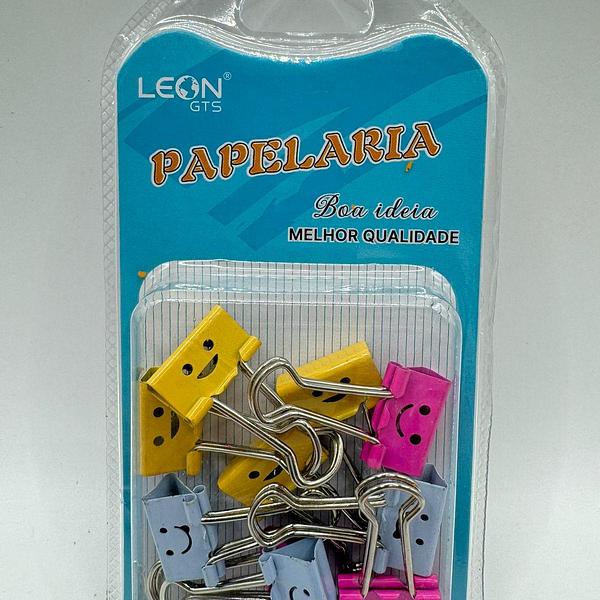 LEON®
GTS
PAPELARIA
Boa ideia
MELHOR QUALIDADE